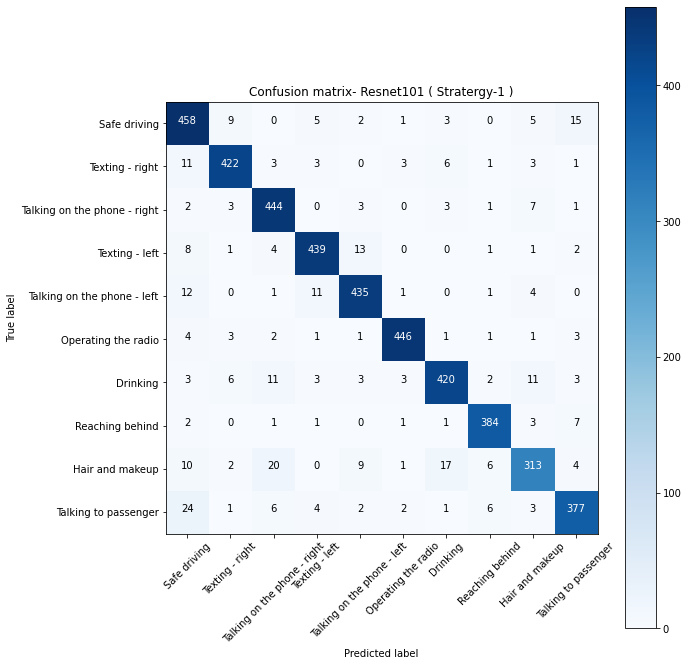 Confusion matrix- Resnet101 ( Stratergy-1 )
Safe driving 458 9 0 5 2 1 3 0 5 15
Texting - right 11 422 3 3 0 3 6 1 3 1
Talking on the phone - right 2 3 444 0 3 0 3 1 7 1
Texting - left 8 1 4 439 13 0 0 1 1 2
Talking on the phone - left 12 0 1 11 435 1 0 1 4 0
Operating the radio 4 3 2 1 1 446 1 1 1 3
Drinking 3 6 11 3 3 3 420 2 11 3
Reaching behind 2 0 1 1 0 1 1 384 3 7
Hair and makeup 10 2 20 0 9 1 17 6 313 4
Talking to passenger 24 1 6 4 2 2 1 6 3 377
True label
Safe driving
Texting - right
Talking on the phone - right
Texting - left
Talking on the phone - left
Operating the radio
Drinking
Reaching behind
Hair and makeup
Talking to passenger
Predicted label
400
300
200
100
0